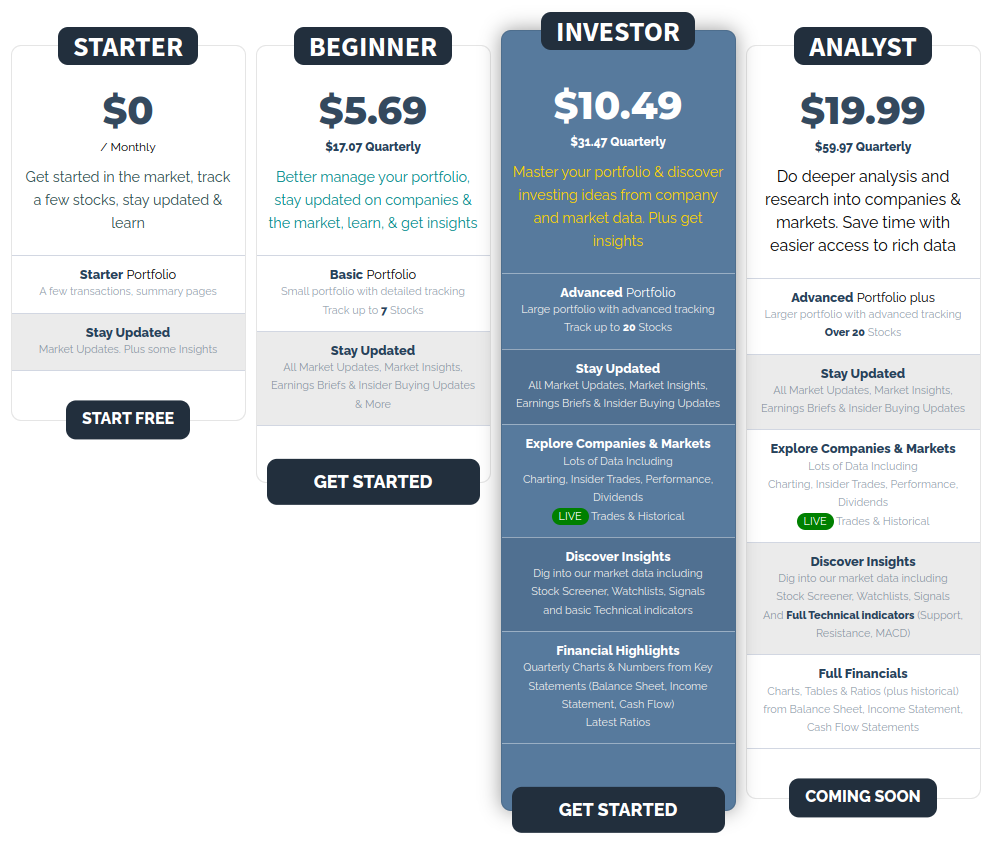 STARTER
$0
/ Monthly
Get started in the market, track
a few stocks, stay updated &
learn
Starter Portfolio
A few transactions, summary pages
Stay Updated
Market Updates. Plus some Insights
START FREE
BEGINNER
$5.69
$17.07 Quarterly
Better manage your portfolio,
stay updated on companies &
the market, learn, & get insights
Basic Portfolio
Small portfolio with detailed tracking
Track up to 7 Stocks
Stay Updated
All Market Updates, Market Insights,
Earnings Briefs & Insider Buying Updates
& More
GET STARTED
INVESTOR
$10.49
$31.47 Quarterly
Master your portfolio & discover
investing ideas from company
and market data. Plus get
insights
Advanced Portfolio
Large portfolio with advanced tracking
Track up to 20 Stocks
Stay Updated
All Market Updates, Market Insights,
Earnings Briefs & Insider Buying Updates
Explore Companies & Markets
Lots of Data Including
Charting, Insider Trades, Performance,
Dividends
LIVE Trades & Historical
Discover Insights
Dig into our market data including
Stock Screener, Watchlists, Signals
and basic Technical indicators
Financial Highlights
Quarterly Charts & Numbers from Key
Statements (Balance Sheet, Income
Statement, Cash Flow)
Latest Ratios
GET STARTED
ANALYST
$19.99
$59.97 Quarterly
Do deeper analysis and
research into companies &
markets. Save time with
easier access to rich data
Advanced Portfolio plus
Larger portfolio with advanced tracking
Over 20 Stocks
Stay Updated
All Market Updates, Market Insights,
Earnings Briefs & Insider Buying Updates
Explore Companies & Markets
Lots of Data Including
Charting, Insider Trades, Performance,
Dividends
LIVE Trades & Historical
Discover Insights
Dig into our market data including
Stock Screener, Watchlists, Signals
And Full Technical indicators (Support,
Resistance, MACD)
Full Financials
Charts, Tables & Ratios (plus historical)
from Balance Sheet, Income Statement,
Cash Flow Statements
COMING SOON